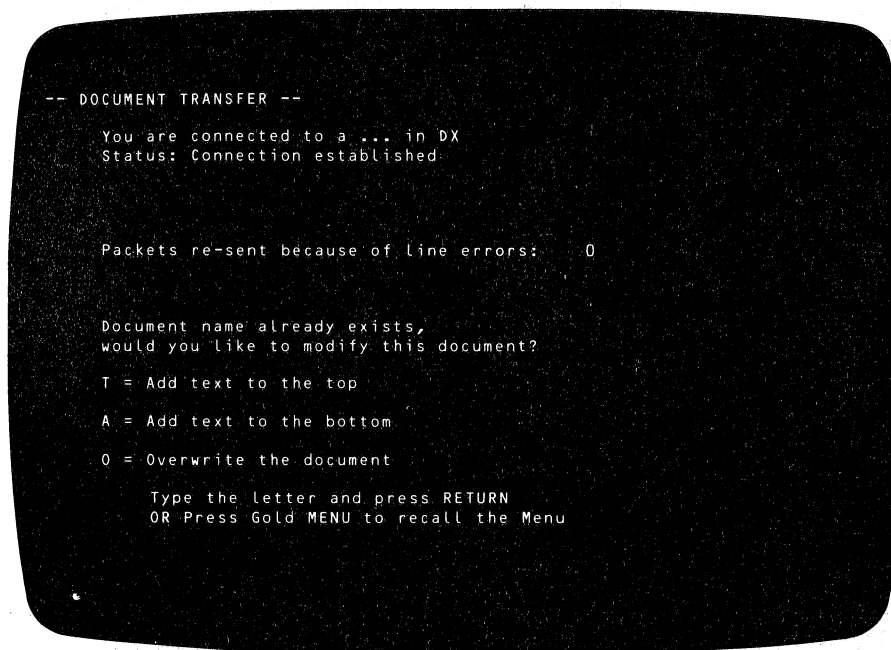 -- DOCUMENT TRANSFER --
You are connected to a ... in DX
Status: Connection established
Packets re-sent because of line errors: 0
Document name already exists,
would you like to modify this document?
T = Add text to the top
A = Add text to the bottom
O = Overwrite the document
Type the letter and press RETURN
OR Press Gold MENU to recall the Menu